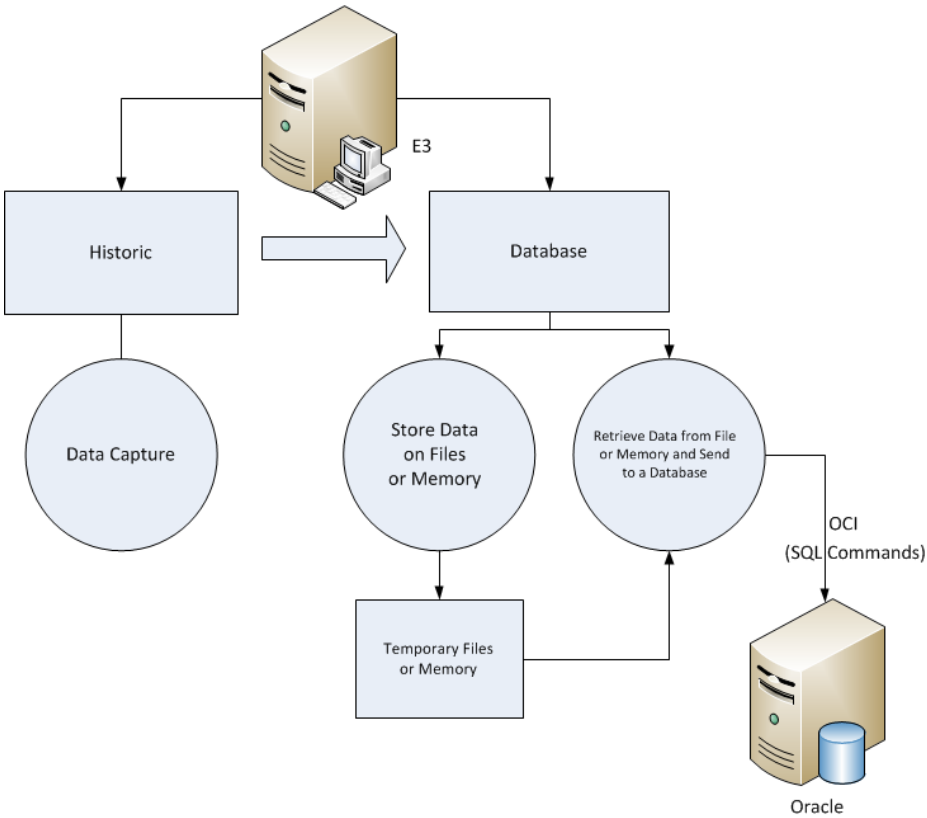 E3
Historic
Database
Data Capture
Store Data
on Files
or Memory
Retrieve Data from File
or Memory and Send
to a Database
OCI
(SQL Commands)
Temporary Files
or Memory
Oracle